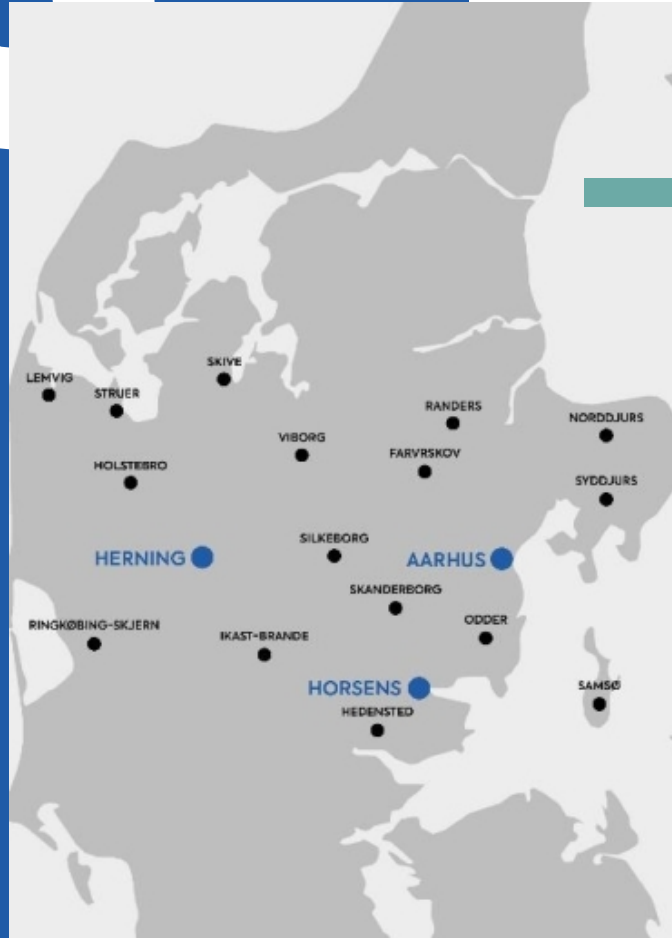 SKIVE
LEMVIG
STRUER
RANDERS
NORDDJURS
VIBORG
FARVRSKOV
HOLSTEBRO
SYDDJURS
SILKEBORG
HERNING
AARHUS
SKANDERBORG
ODDER
RINGKØBING-SKJERN
IKAST-BRANDE
HORSENS
SAMSØ
HEDENSTED